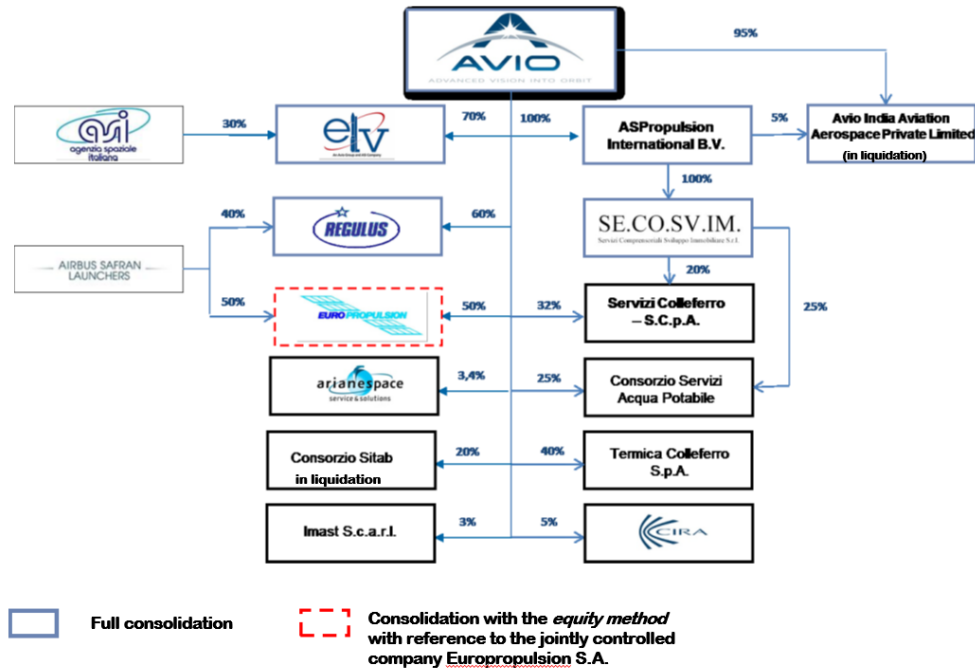 AVIO
ADVANCED VISION INTO ORBIT
95%
asi
agenzia spaziale
italiana
30%
elv
70%
100%
ASPropulsion
International B.V.
5%
Avio India Aviation
Aerospace Private Limited
(in liquidation)
100%
40%
REGULUS
60%
SE.CO.SV.IM.
Servizi Comprensoriali Sviluppo Immobiliare S.r.l.
AIRBUS SAFRAN
LAUNCHERS
20%
50%
EUROPROPULSION
50%
32%
Servizi Colleferro
– S.C.p.A.
25%
arianespace
service & solutions
3,4%
25%
Consorzio Servizi
Acqua Potabile
Consorzio Sitab
in liquidation
20%
40%
Termica Colleferro
S.p.A.
Imast S.c.a.r.l.
3%
5%
CIRA
Full consolidation
Consolidation with the equity method
with reference to the jointly controlled
company Europropulsion S.A.